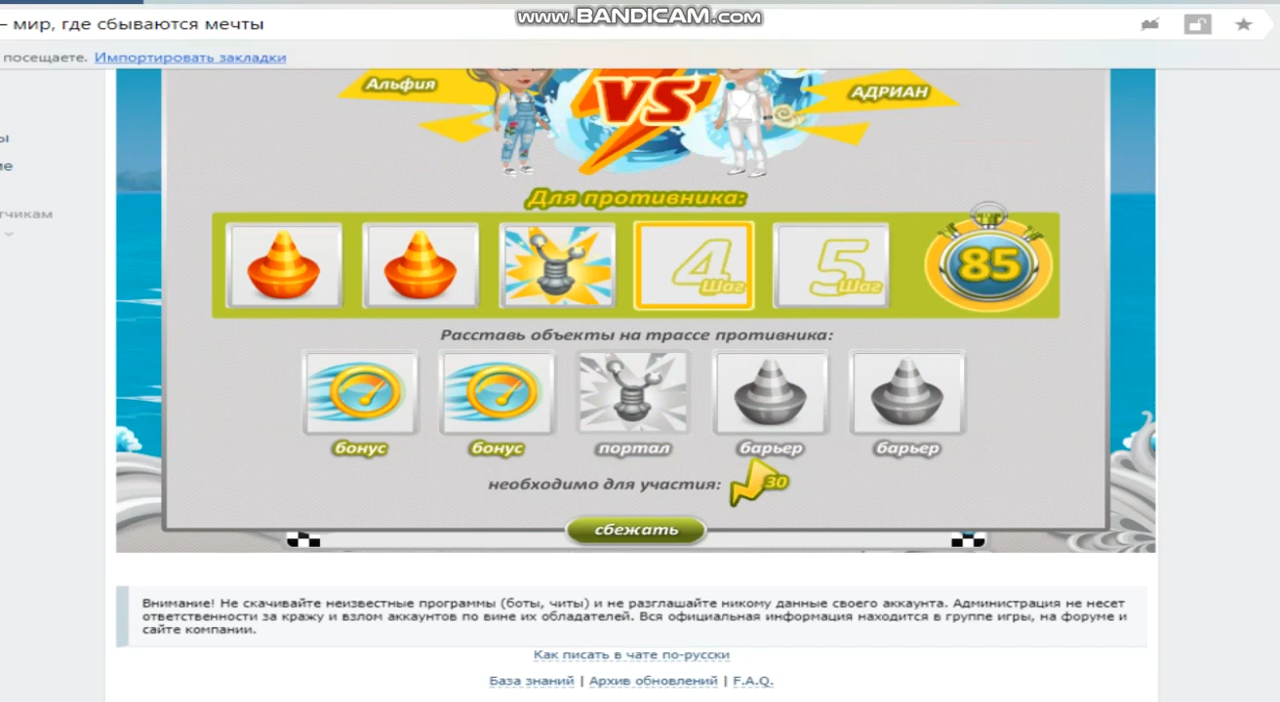 – мир, где сбываются мечты
www.BANDICAM.com
посещаете. Импортировать закладки
Альфия
VS
АДРИАН
ы
ие
тчикам
Для противника:
4 Шаг
5 Шаг
85
Расставь объекты на трассе противника:
бонус
бонус
портал
барьер
барьер
необходимо для участия: 30
сбежать
Внимание! Не скачивайте неизвестные программы (боты, читы) и не разглашайте никому данные своего аккаунта. Администрация не несет
ответственности за кражу и взлом аккаунтов по вине их обладателей. Вся официальная информация находится в группе игры, на форуме и
сайте компании.
Как писать в чате по-русски
База знаний | Архив обновлений | F.A.Q.